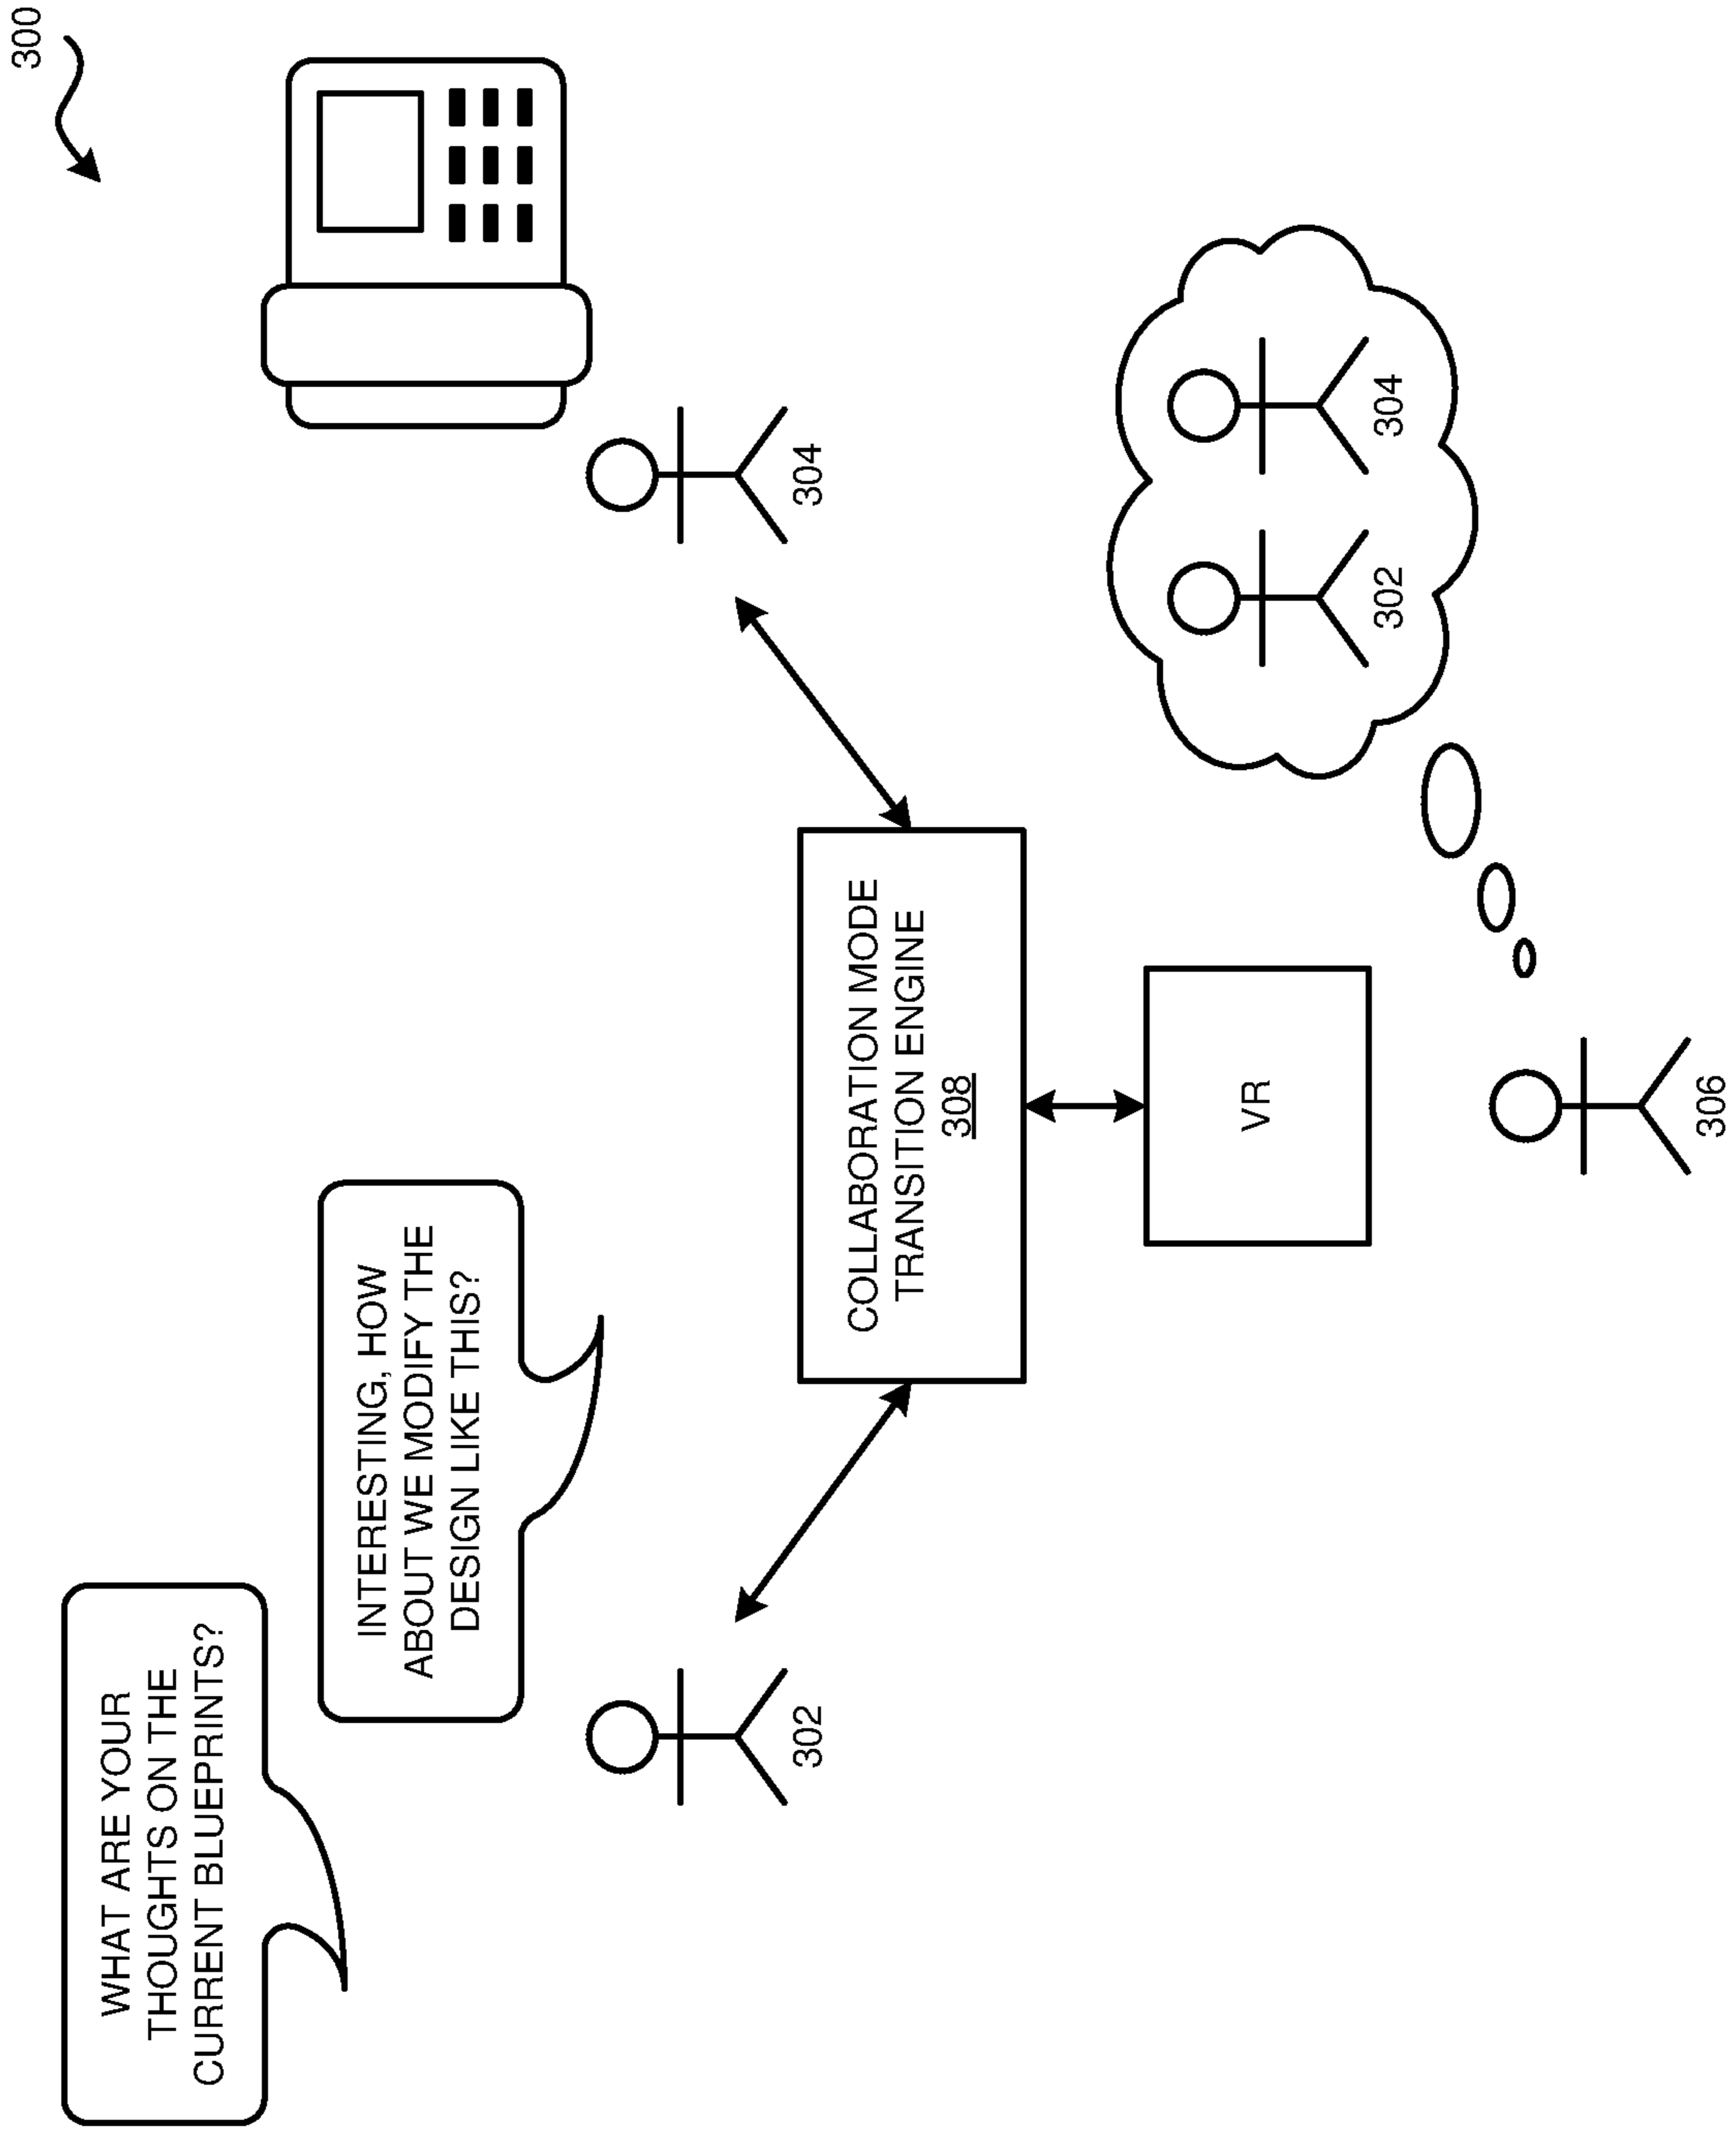 300
WHAT ARE YOUR
THOUGHTS ON THE
CURRENT BLUEPRINTS?
INTERESTING, HOW
ABOUT WE MODIFY THE
DESIGN LIKE THIS?
302
304
COLLABORATION MODE
TRANSITION ENGINE
308
VR
302
304
306